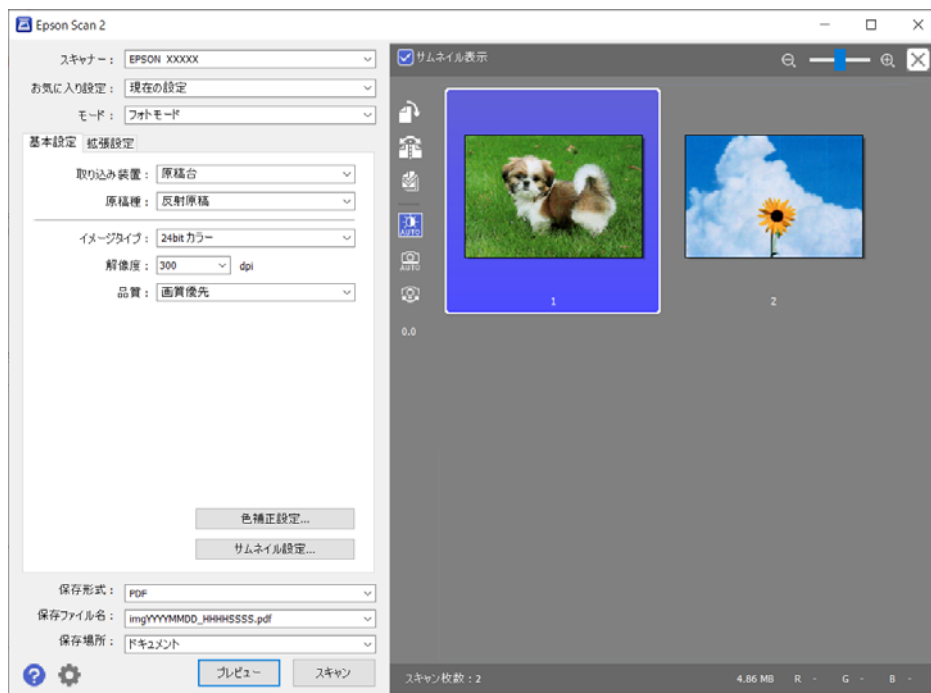 Epson Scan 2
スキャナー： EPSON XXXXX
お気に入り設定： 現在の設定
モード： フォトモード
基本設定 拡張設定
取り込み装置： 原稿台
原稿種： 反射原稿
イメージタイプ： 24bit カラー
解像度： 300 dpi
品質： 画質優先
色補正設定...
サムネイル設定...
保存形式： PDF
保存ファイル名： imgYYYYMMDD_HHHHSSSS.pdf
保存場所： ドキュメント
プレビュー スキャン
サムネイル表示
AUTO
AUTO
0.0
1 2
スキャン枚数：2 4.86 MB R - G - B -